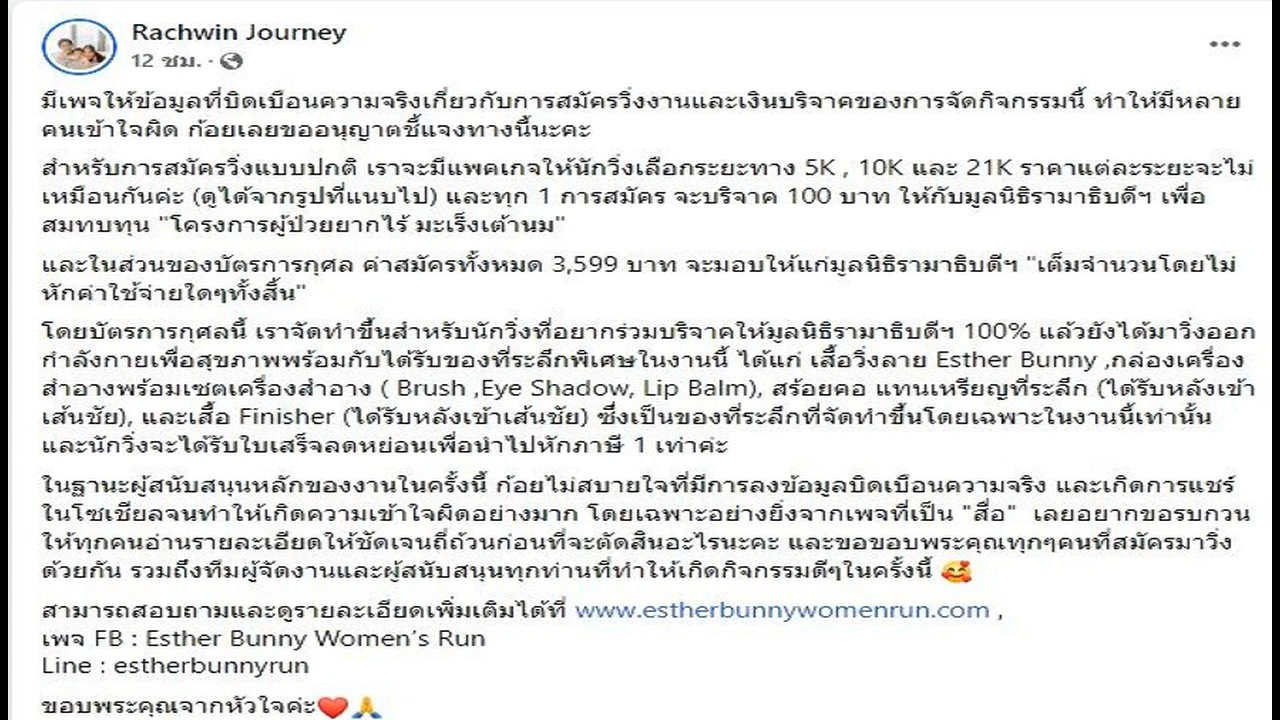 Rachwin Journey
12 ชม. ·
มีเพจให้ข้อมูลที่บิดเบือนความจริงเกี่ยวกับการสมัครวิ่งงานและเงินบริจาคของการจัดกิจกรรมนี้ ทำให้มีหลาย
คนเข้าใจผิด ก้อยเลยขออนุญาตชี้แจงทางนี้นะคะ
สำหรับการสมัครวิ่งแบบปกติ เราจะมีแพคเกจให้นักวิ่งเลือกระยะทาง 5K , 10K และ 21K ราคาแต่ละระยะจะไม่
เหมือนกันค่ะ (ดูได้จากรูปที่แนบไป) และทุก 1 การสมัคร จะบริจาค 100 บาท ให้กับมูลนิธิรามาธิบดีฯ เพื่อ
สมทบทุน "โครงการผู้ป่วยยากไร้ มะเร็งเต้านม"
และในส่วนของบัตรการกุศล ค่าสมัครทั้งหมด 3,599 บาท จะมอบให้แก่มูลนิธิรามาธิบดีฯ "เต็มจำนวนโดยไม่
หักค่าใช้จ่ายใดๆทั้งสิ้น"
โดยบัตรการกุศลนี้ เราจัดทำขึ้นสำหรับนักวิ่งที่อยากร่วมบริจาคให้มูลนิธิรามาธิบดีฯ 100% แล้วยังได้มาวิ่งออก
กำลังกายเพื่อสุขภาพพร้อมกับได้รับของที่ระลึกพิเศษในงานนี้ ได้แก่ เสื้อวิ่งลาย Esther Bunny ,กล่องเครื่อง
สำอางพร้อมเซตเครื่องสำอาง ( Brush ,Eye Shadow, Lip Balm), สร้อยคอ แทนเหรียญที่ระลึก (ได้รับหลังเข้า
เส้นชัย), และเสื้อ Finisher (ได้รับหลังเข้าเส้นชัย) ซึ่งเป็นของที่ระลึกที่จัดทำขึ้นโดยเฉพาะในงานนี้เท่านั้น
และนักวิ่งจะได้รับใบเสร็จลดหย่อนเพื่อนำไปหักภาษี 1 เท่าค่ะ
ในฐานะผู้สนับสนุนหลักของงานในครั้งนี้ ก้อยไม่สบายใจที่มีการลงข้อมูลบิดเบือนความจริง และเกิดการแชร์
ในโซเชียลจนทำให้เกิดความเข้าใจผิดอย่างมาก โดยเฉพาะอย่างยิ่งจากเพจที่เป็น "สื่อ" เลยอยากขอรบกวน
ให้ทุกคนอ่านรายละเอียดให้ชัดเจนถี่ถ้วนก่อนที่จะตัดสินอะไรนะคะ และขอขอบพระคุณทุกๆคนที่สมัครมาวิ่ง
ด้วยกัน รวมถึงทีมผู้จัดงานและผู้สนับสนุนทุกท่านที่ทำให้เกิดกิจกรรมดีๆในครั้งนี้ 🥰
สามารถสอบถามและดูรายละเอียดเพิ่มเติมได้ที่ www.estherbunnywomenrun.com ,
เพจ FB : Esther Bunny Women’s Run
Line : estherbunnyrun
ขอบพระคุณจากหัวใจค่ะ❤️🙏